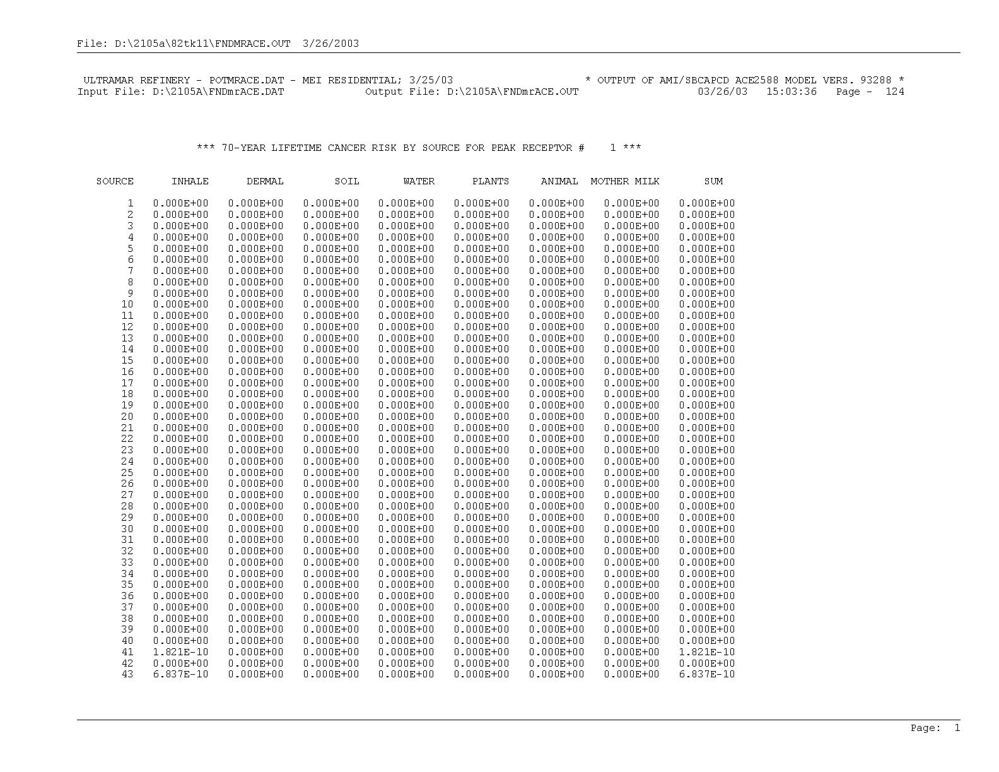 File: D:\2105a\82tk11\FNDMRACE.OUT  3/26/2003
ULTRAMAR REFINERY - POTMRACE.DAT - MEI RESIDENTIAL; 3/25/03 * OUTPUT OF AMI/SBCAPCD ACE2588 MODEL VERS. 93288 *
Input File: D:\2105A\FNDmrACE.DAT Output File: D:\2105A\FNDmrACE.OUT 03/26/03 15:03:36 Page - 124
*** 70-YEAR LIFETIME CANCER RISK BY SOURCE FOR PEAK RECEPTOR # 1 ***
SOURCE INHALE DERMAL SOIL WATER PLANTS ANIMAL MOTHER MILK SUM
1 0.000E+00 0.000E+00 0.000E+00 0.000E+00 0.000E+00 0.000E+00 0.000E+00 0.000E+00
2 0.000E+00 0.000E+00 0.000E+00 0.000E+00 0.000E+00 0.000E+00 0.000E+00 0.000E+00
3 0.000E+00 0.000E+00 0.000E+00 0.000E+00 0.000E+00 0.000E+00 0.000E+00 0.000E+00
4 0.000E+00 0.000E+00 0.000E+00 0.000E+00 0.000E+00 0.000E+00 0.000E+00 0.000E+00
5 0.000E+00 0.000E+00 0.000E+00 0.000E+00 0.000E+00 0.000E+00 0.000E+00 0.000E+00
6 0.000E+00 0.000E+00 0.000E+00 0.000E+00 0.000E+00 0.000E+00 0.000E+00 0.000E+00
7 0.000E+00 0.000E+00 0.000E+00 0.000E+00 0.000E+00 0.000E+00 0.000E+00 0.000E+00
8 0.000E+00 0.000E+00 0.000E+00 0.000E+00 0.000E+00 0.000E+00 0.000E+00 0.000E+00
9 0.000E+00 0.000E+00 0.000E+00 0.000E+00 0.000E+00 0.000E+00 0.000E+00 0.000E+00
10 0.000E+00 0.000E+00 0.000E+00 0.000E+00 0.000E+00 0.000E+00 0.000E+00 0.000E+00
11 0.000E+00 0.000E+00 0.000E+00 0.000E+00 0.000E+00 0.000E+00 0.000E+00 0.000E+00
12 0.000E+00 0.000E+00 0.000E+00 0.000E+00 0.000E+00 0.000E+00 0.000E+00 0.000E+00
13 0.000E+00 0.000E+00 0.000E+00 0.000E+00 0.000E+00 0.000E+00 0.000E+00 0.000E+00
14 0.000E+00 0.000E+00 0.000E+00 0.000E+00 0.000E+00 0.000E+00 0.000E+00 0.000E+00
15 0.000E+00 0.000E+00 0.000E+00 0.000E+00 0.000E+00 0.000E+00 0.000E+00 0.000E+00
16 0.000E+00 0.000E+00 0.000E+00 0.000E+00 0.000E+00 0.000E+00 0.000E+00 0.000E+00
17 0.000E+00 0.000E+00 0.000E+00 0.000E+00 0.000E+00 0.000E+00 0.000E+00 0.000E+00
18 0.000E+00 0.000E+00 0.000E+00 0.000E+00 0.000E+00 0.000E+00 0.000E+00 0.000E+00
19 0.000E+00 0.000E+00 0.000E+00 0.000E+00 0.000E+00 0.000E+00 0.000E+00 0.000E+00
20 0.000E+00 0.000E+00 0.000E+00 0.000E+00 0.000E+00 0.000E+00 0.000E+00 0.000E+00
21 0.000E+00 0.000E+00 0.000E+00 0.000E+00 0.000E+00 0.000E+00 0.000E+00 0.000E+00
22 0.000E+00 0.000E+00 0.000E+00 0.000E+00 0.000E+00 0.000E+00 0.000E+00 0.000E+00
23 0.000E+00 0.000E+00 0.000E+00 0.000E+00 0.000E+00 0.000E+00 0.000E+00 0.000E+00
24 0.000E+00 0.000E+00 0.000E+00 0.000E+00 0.000E+00 0.000E+00 0.000E+00 0.000E+00
25 0.000E+00 0.000E+00 0.000E+00 0.000E+00 0.000E+00 0.000E+00 0.000E+00 0.000E+00
26 0.000E+00 0.000E+00 0.000E+00 0.000E+00 0.000E+00 0.000E+00 0.000E+00 0.000E+00
27 0.000E+00 0.000E+00 0.000E+00 0.000E+00 0.000E+00 0.000E+00 0.000E+00 0.000E+00
28 0.000E+00 0.000E+00 0.000E+00 0.000E+00 0.000E+00 0.000E+00 0.000E+00 0.000E+00
29 0.000E+00 0.000E+00 0.000E+00 0.000E+00 0.000E+00 0.000E+00 0.000E+00 0.000E+00
30 0.000E+00 0.000E+00 0.000E+00 0.000E+00 0.000E+00 0.000E+00 0.000E+00 0.000E+00
31 0.000E+00 0.000E+00 0.000E+00 0.000E+00 0.000E+00 0.000E+00 0.000E+00 0.000E+00
32 0.000E+00 0.000E+00 0.000E+00 0.000E+00 0.000E+00 0.000E+00 0.000E+00 0.000E+00
33 0.000E+00 0.000E+00 0.000E+00 0.000E+00 0.000E+00 0.000E+00 0.000E+00 0.000E+00
34 0.000E+00 0.000E+00 0.000E+00 0.000E+00 0.000E+00 0.000E+00 0.000E+00 0.000E+00
35 0.000E+00 0.000E+00 0.000E+00 0.000E+00 0.000E+00 0.000E+00 0.000E+00 0.000E+00
36 0.000E+00 0.000E+00 0.000E+00 0.000E+00 0.000E+00 0.000E+00 0.000E+00 0.000E+00
37 0.000E+00 0.000E+00 0.000E+00 0.000E+00 0.000E+00 0.000E+00 0.000E+00 0.000E+00
38 0.000E+00 0.000E+00 0.000E+00 0.000E+00 0.000E+00 0.000E+00 0.000E+00 0.000E+00
39 0.000E+00 0.000E+00 0.000E+00 0.000E+00 0.000E+00 0.000E+00 0.000E+00 0.000E+00
40 0.000E+00 0.000E+00 0.000E+00 0.000E+00 0.000E+00 0.000E+00 0.000E+00 0.000E+00
41 1.821E-10 0.000E+00 0.000E+00 0.000E+00 0.000E+00 0.000E+00 0.000E+00 1.821E-10
42 0.000E+00 0.000E+00 0.000E+00 0.000E+00 0.000E+00 0.000E+00 0.000E+00 0.000E+00
43 6.837E-10 0.000E+00 0.000E+00 0.000E+00 0.000E+00 0.000E+00 0.000E+00 6.837E-10
Page: 1